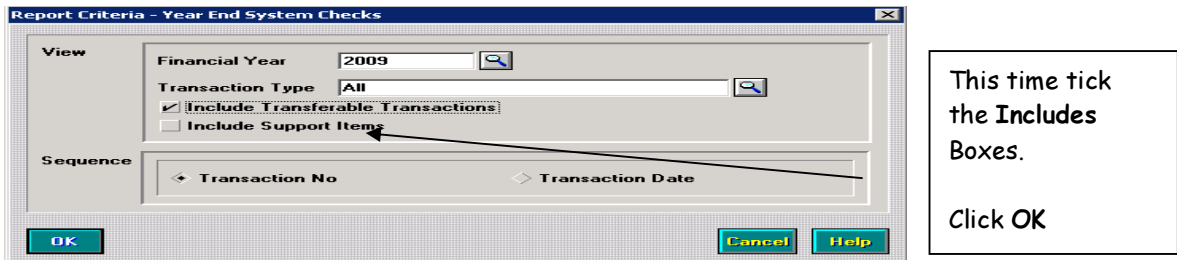 Report Criteria - Year End System Checks
View
Financial Year 2009
Transaction Type All
Include Transferable Transactions
Include Support Items
Sequence
Transaction No Transaction Date
OK Cancel Help
This time tick
the Includes
Boxes.
Click OK